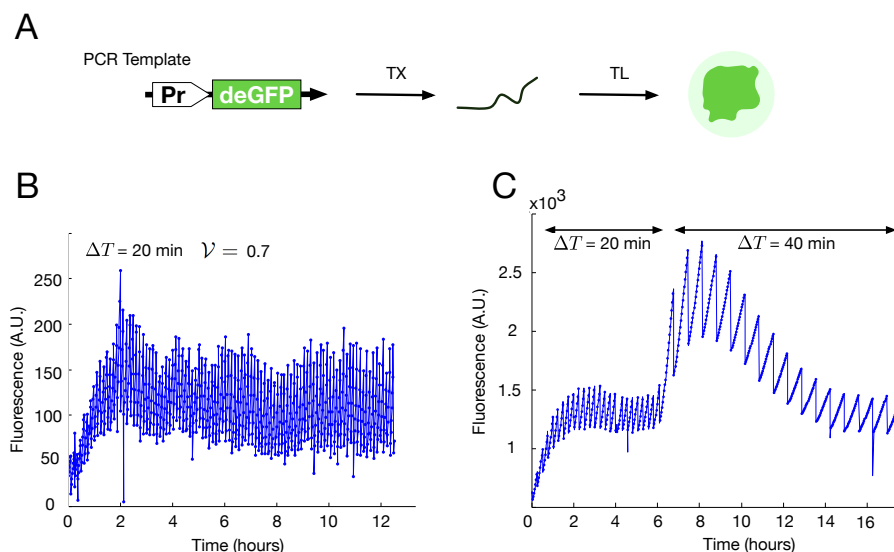 A
PCR Template
Pr deGFP
TX
TL
B
ΔT = 20 min 𝒱 = 0.7
Fluorescence (A.U.)
250
200
150
100
50
0
0 2 4 6 8 10 12
Time (hours)
C
x10³
ΔT = 20 min ΔT = 40 min
Fluorescence (A.U.)
3
2.5
2
1.5
1
0 2 4 6 8 10 12 14 16
Time (hours)